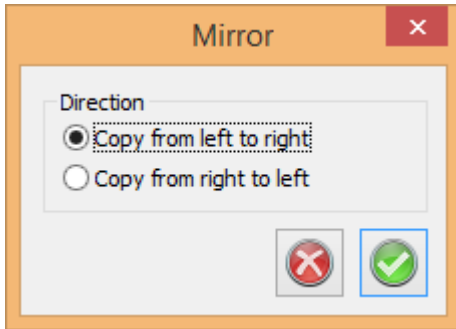 Mirror
Direction
Copy from left to right
Copy from right to left